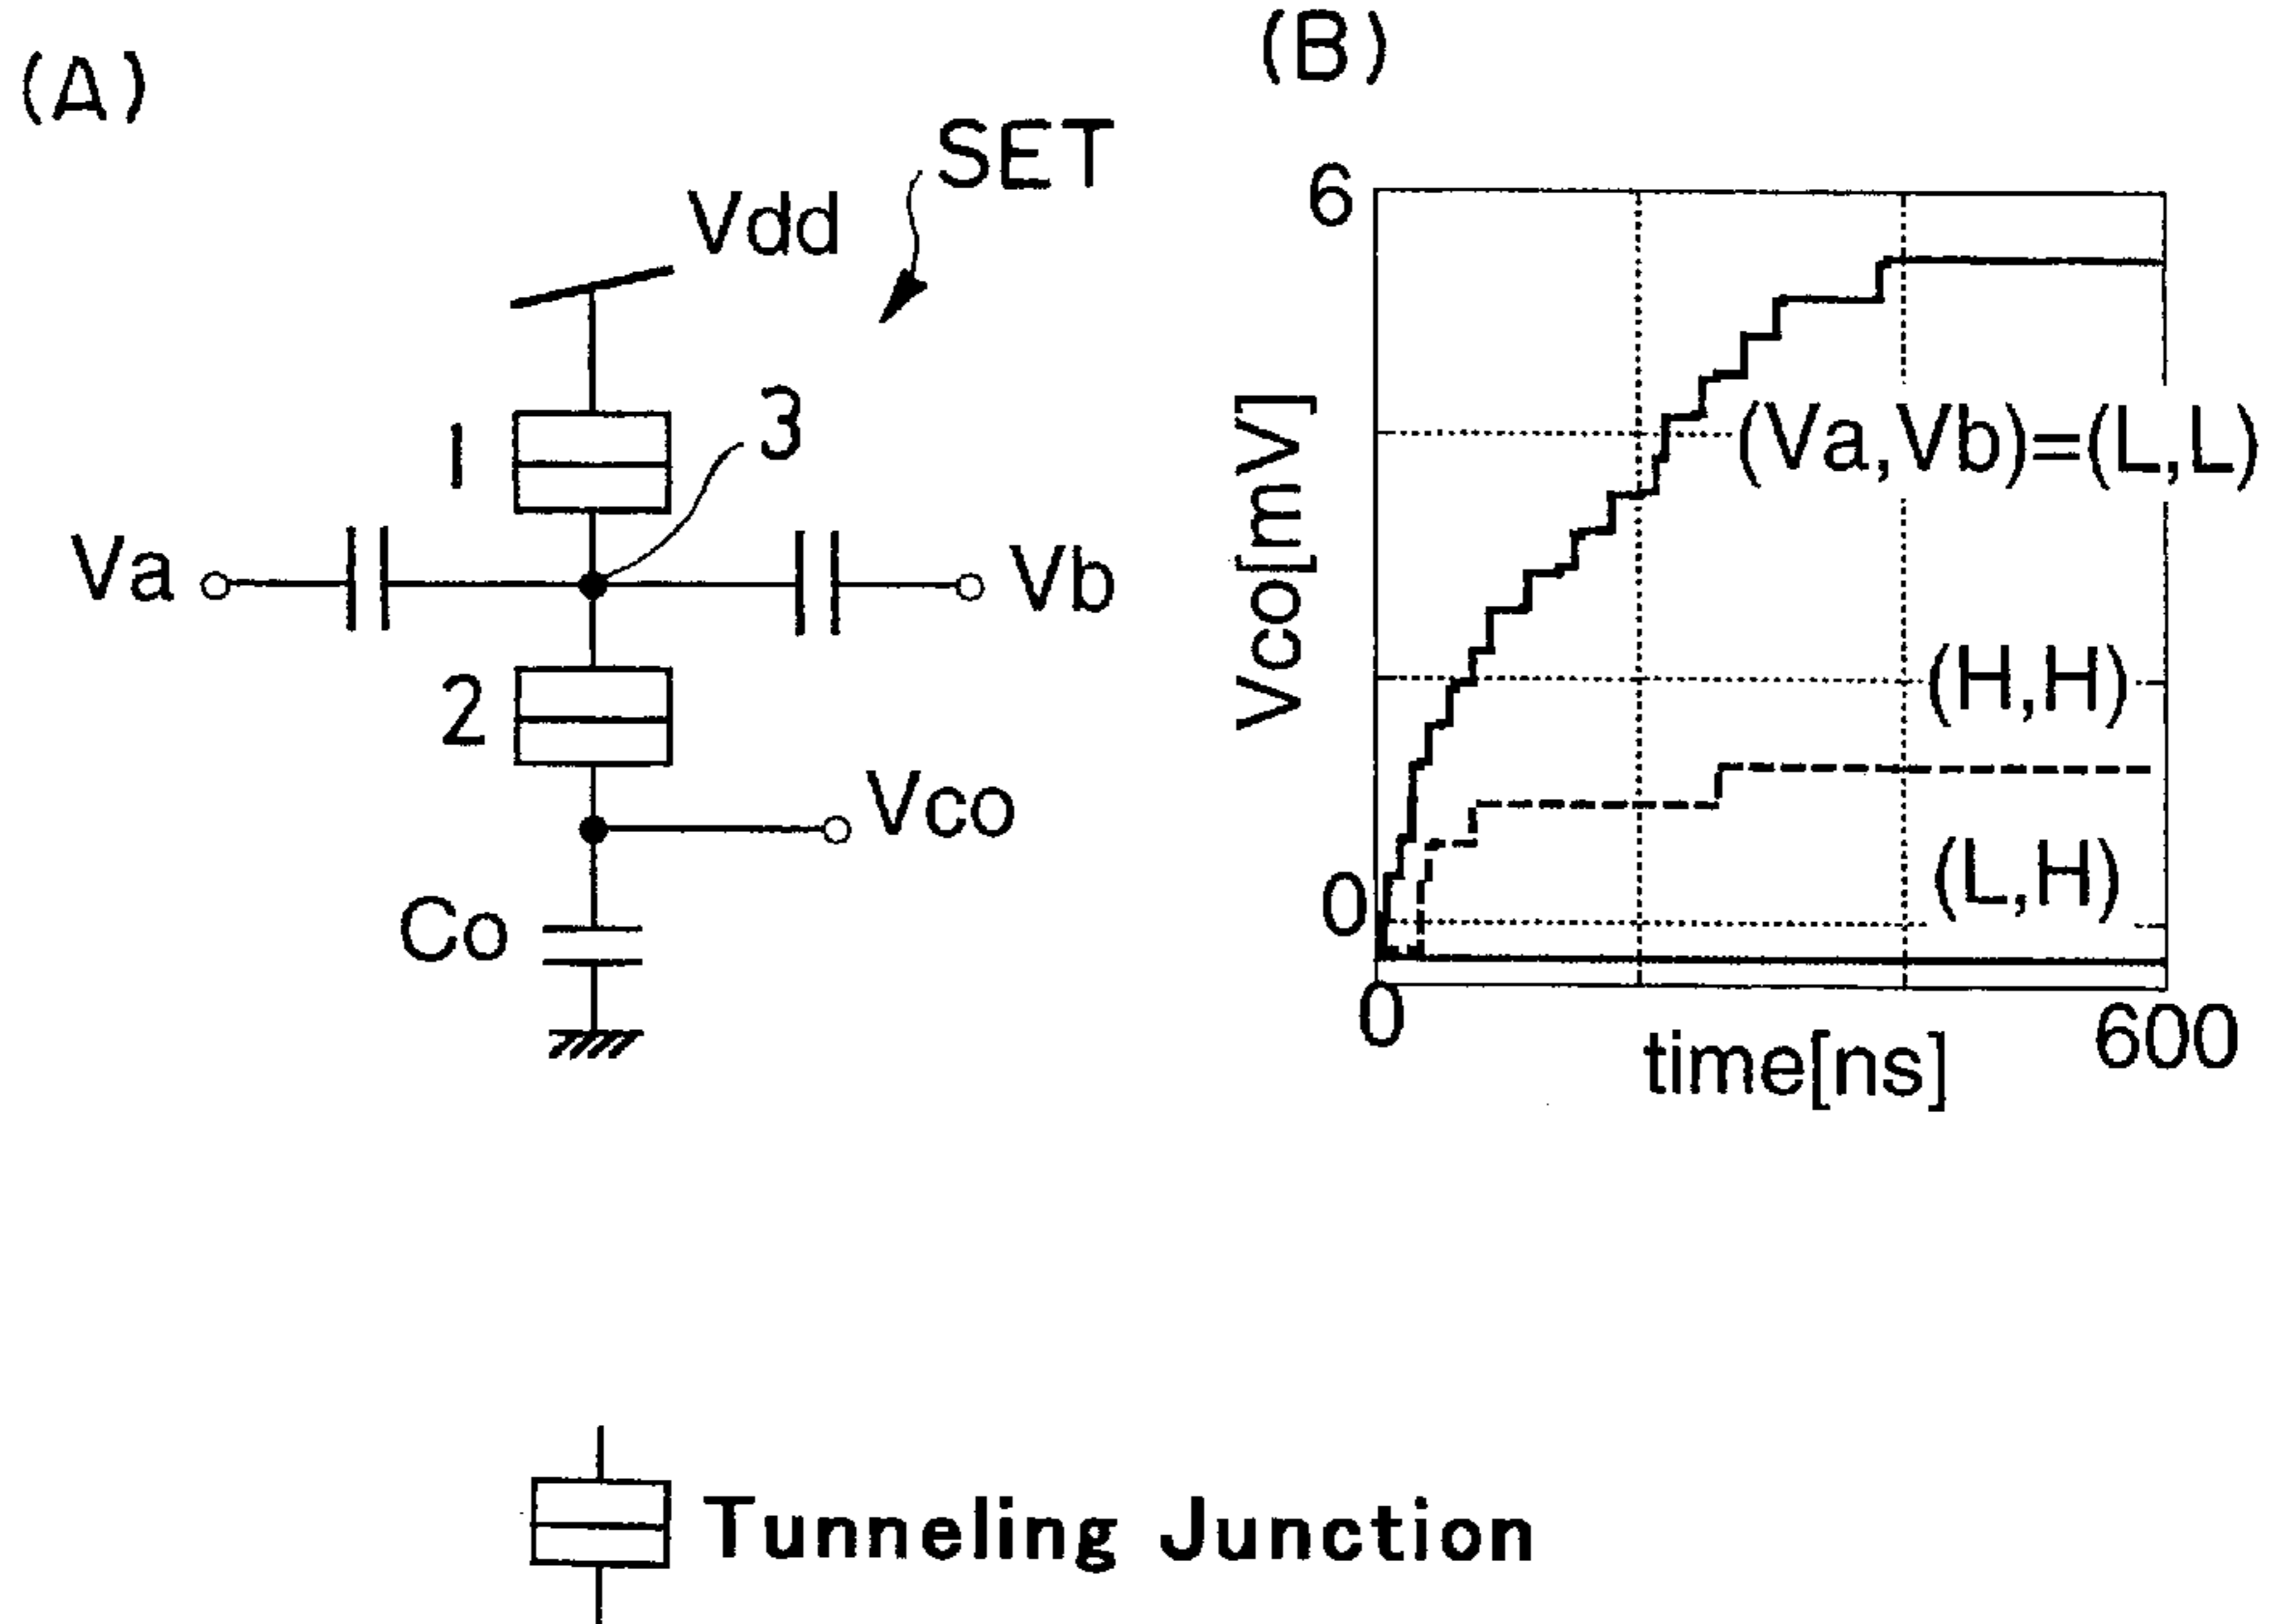 (A)
SET
Vdd
1
3
Va
Vb
2
Vco
Co
(B)
6
Vco[mV]
(Va,Vb)=(L,L)
(H,H)
(L,H)
0
0
600
time[ns]
Tunneling Junction